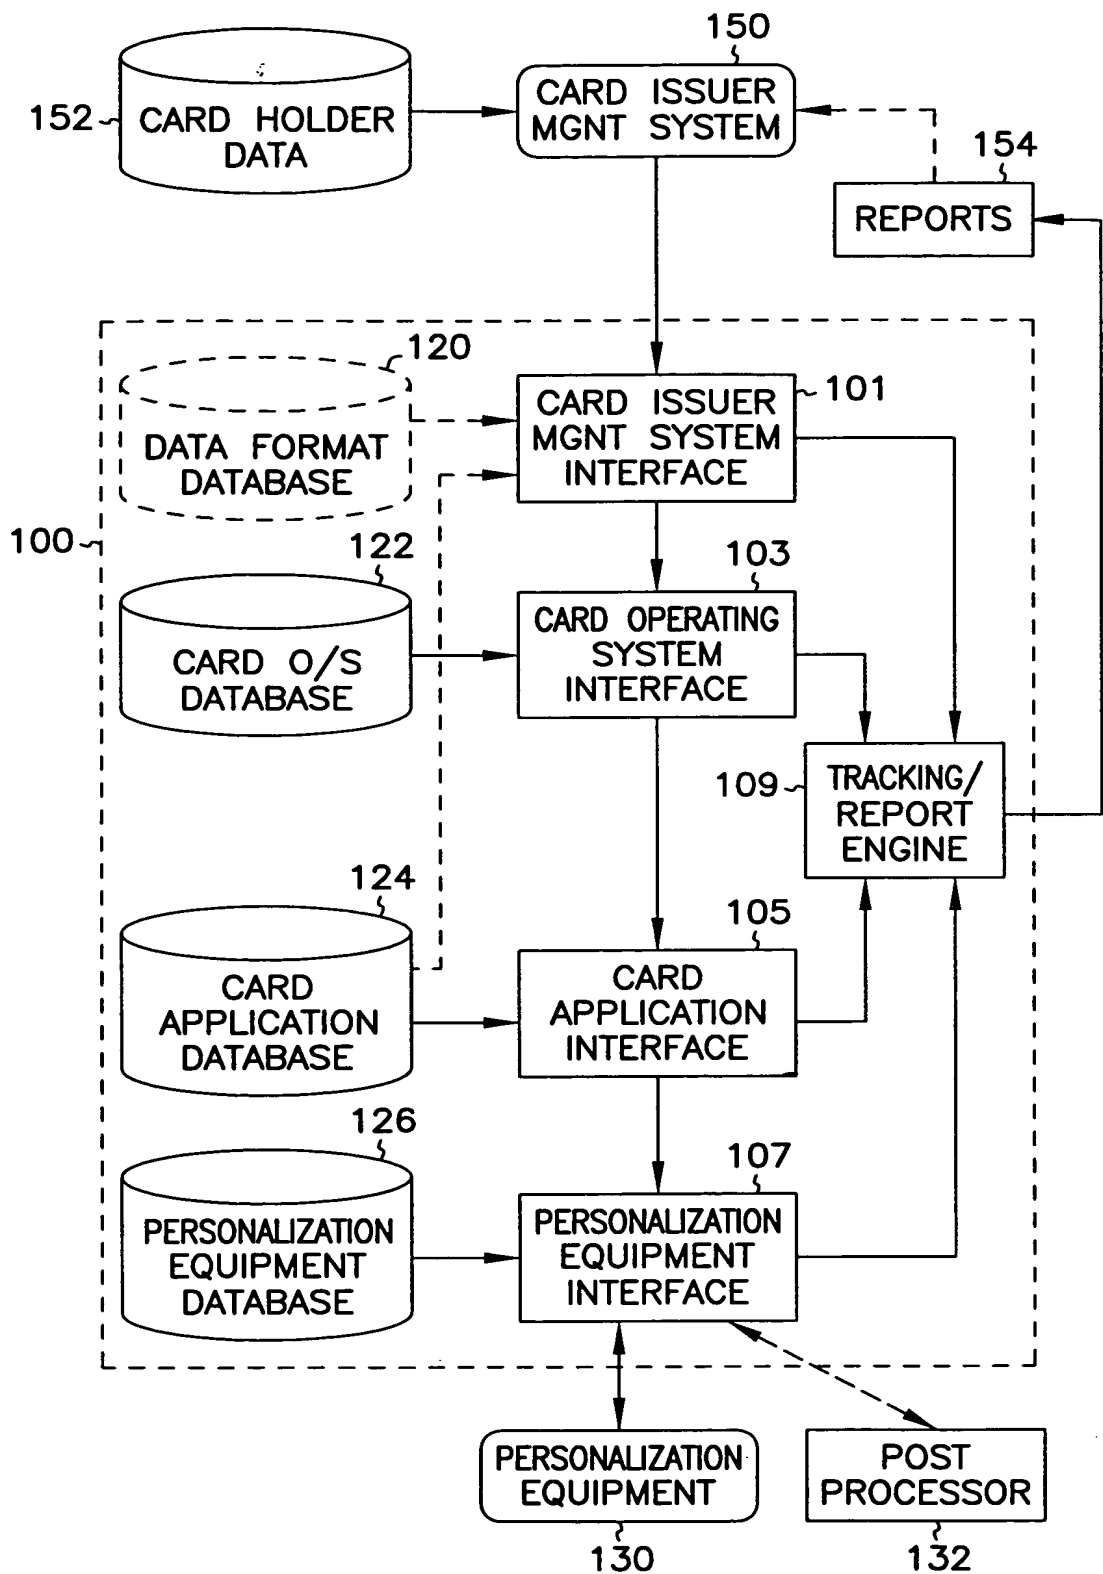 150
CARD HOLDER
DATA
152
CARD ISSUER
MGNT SYSTEM
154
REPORTS
120
DATA FORMAT
DATABASE
CARD ISSUER
MGNT SYSTEM
INTERFACE
101
100
122
CARD O/S
DATABASE
103
CARD OPERATING
SYSTEM
INTERFACE
109
TRACKING/
REPORT
ENGINE
124
CARD
APPLICATION
DATABASE
105
CARD
APPLICATION
INTERFACE
126
PERSONALIZATION
EQUIPMENT
DATABASE
107
PERSONALIZATION
EQUIPMENT
INTERFACE
PERSONALIZATION
EQUIPMENT
130
POST
PROCESSOR
132